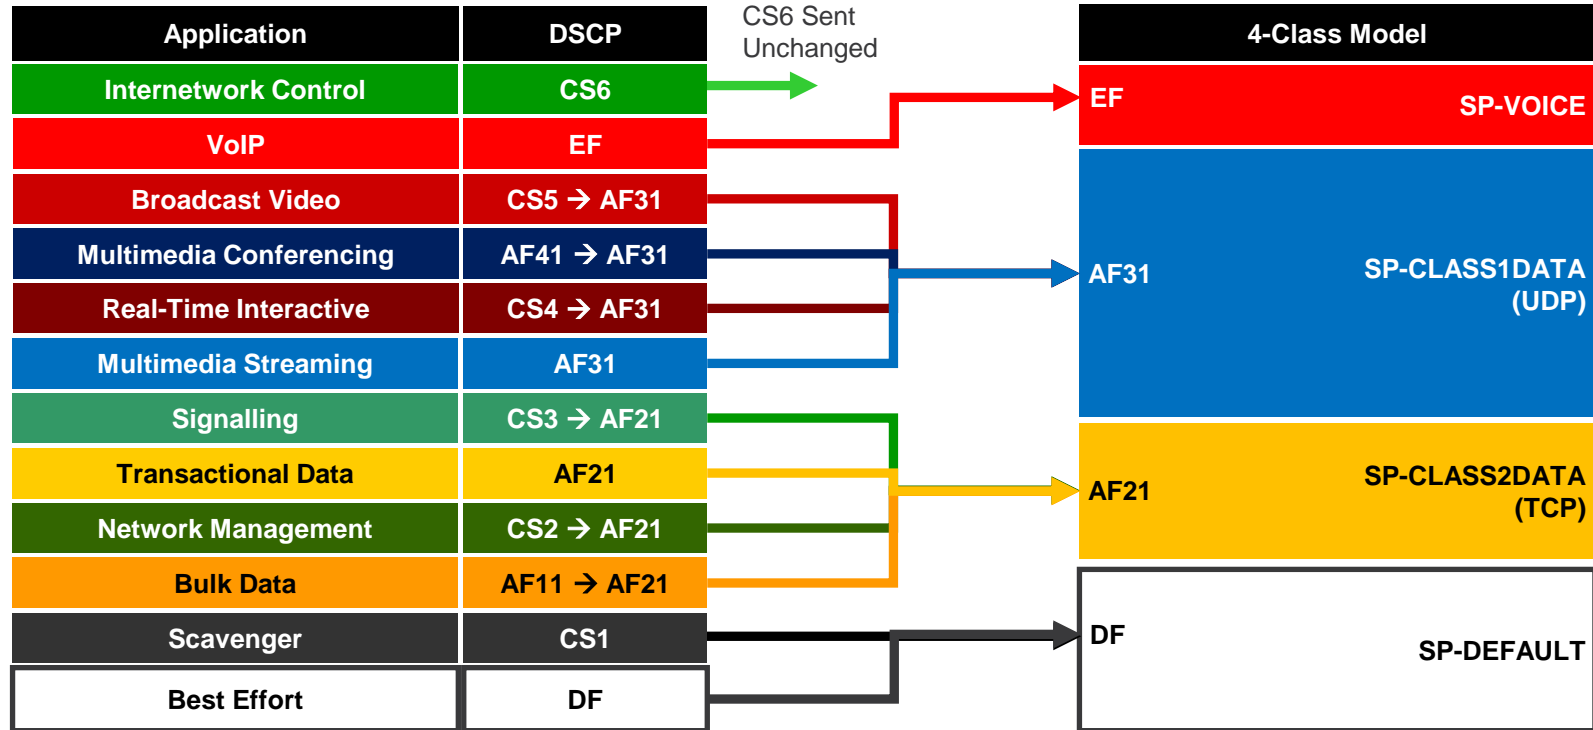 Application DSCP CS6 Sent 4-Class Model
Unchanged
Internetwork Control CS6
EF SP-VOICE
VoIP EF
Broadcast Video CS5 → AF31
Multimedia Conferencing AF41 → AF31
AF31 SP-CLASS1DATA
(UDP)
Real-Time Interactive CS4 → AF31
Multimedia Streaming AF31
Signalling CS3 → AF21
Transactional Data AF21
AF21 SP-CLASS2DATA
(TCP)
Network Management CS2 → AF21
Bulk Data AF11 → AF21
Scavenger CS1
DF SP-DEFAULT
Best Effort DF